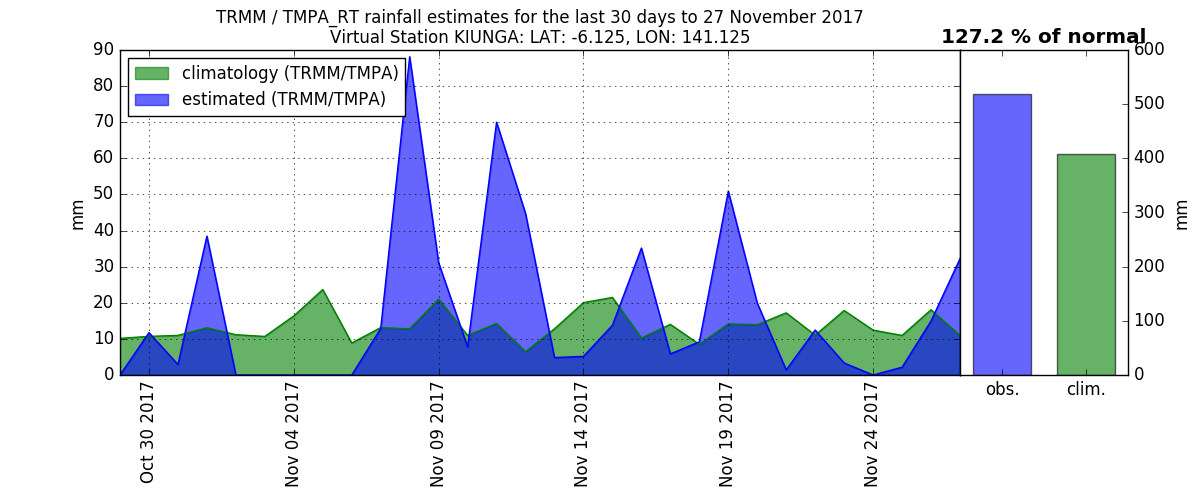 TRMM / TMPA_RT rainfall estimates for the last 30 days to 27 November 2017
Virtual Station KIUNGA: LAT: -6.125, LON: 141.125
127.2 % of normal
climatology (TRMM/TMPA)
estimated (TRMM/TMPA)
90
80
70
60
50
40
30
20
10
0
mm
Oct 30 2017
Nov 04 2017
Nov 09 2017
Nov 14 2017
Nov 19 2017
Nov 24 2017
600
500
400
300
200
100
0
mm
obs.
clim.